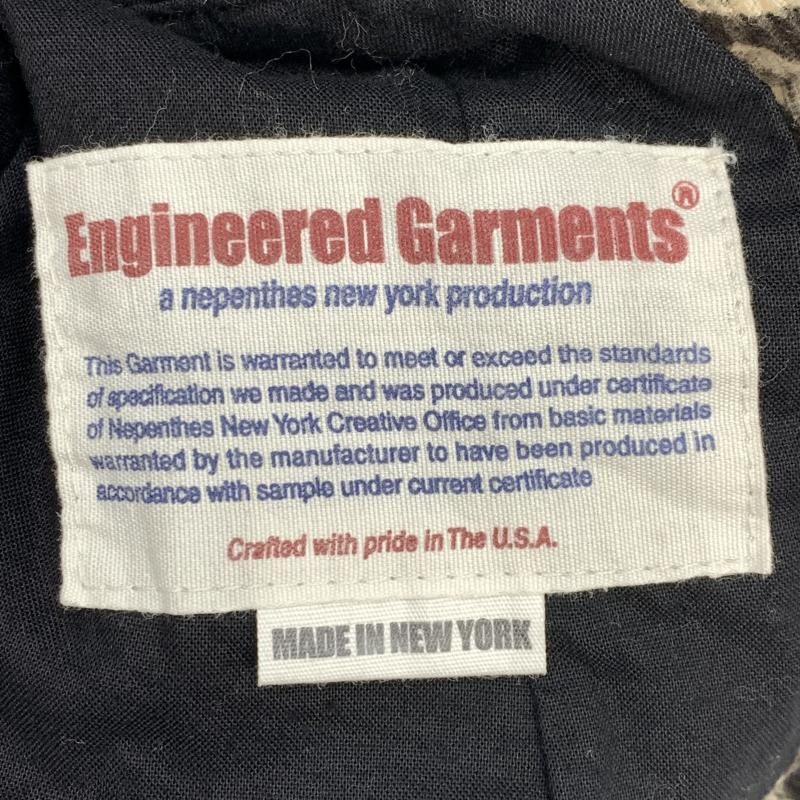 Engineered Garments®
a nepenthes new york production
This Garment is warranted to meet or exceed the standards
of specification we made and was produced under certificate
of Nepenthes New York Creative Office from basic materials
warranted by the manufacturer to have been produced in
accordance with sample under current certificate
Crafted with pride in The U.S.A.
MADE IN NEW YORK